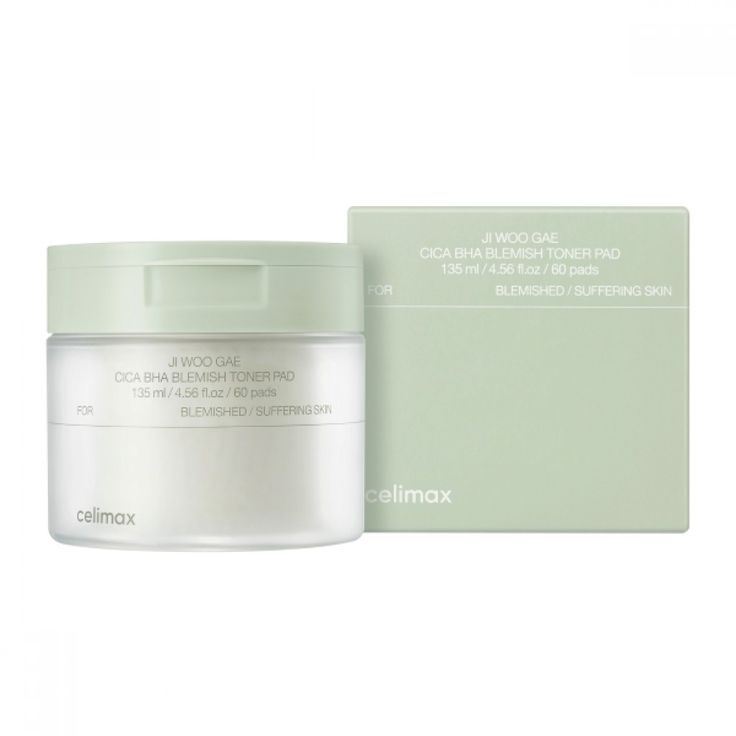 JI WOO GAE
CICA BHA BLEMISH TONER PAD
135 ml / 4.56 fl.oz / 60 pads
FOR BLEMISHED / SUFFERING SKIN
celimax
JI WOO GAE
CICA BHA BLEMISH TONER PAD
135 ml / 4.56 fl.oz / 60 pads
FOR BLEMISHED / SUFFERING SKIN
celimax